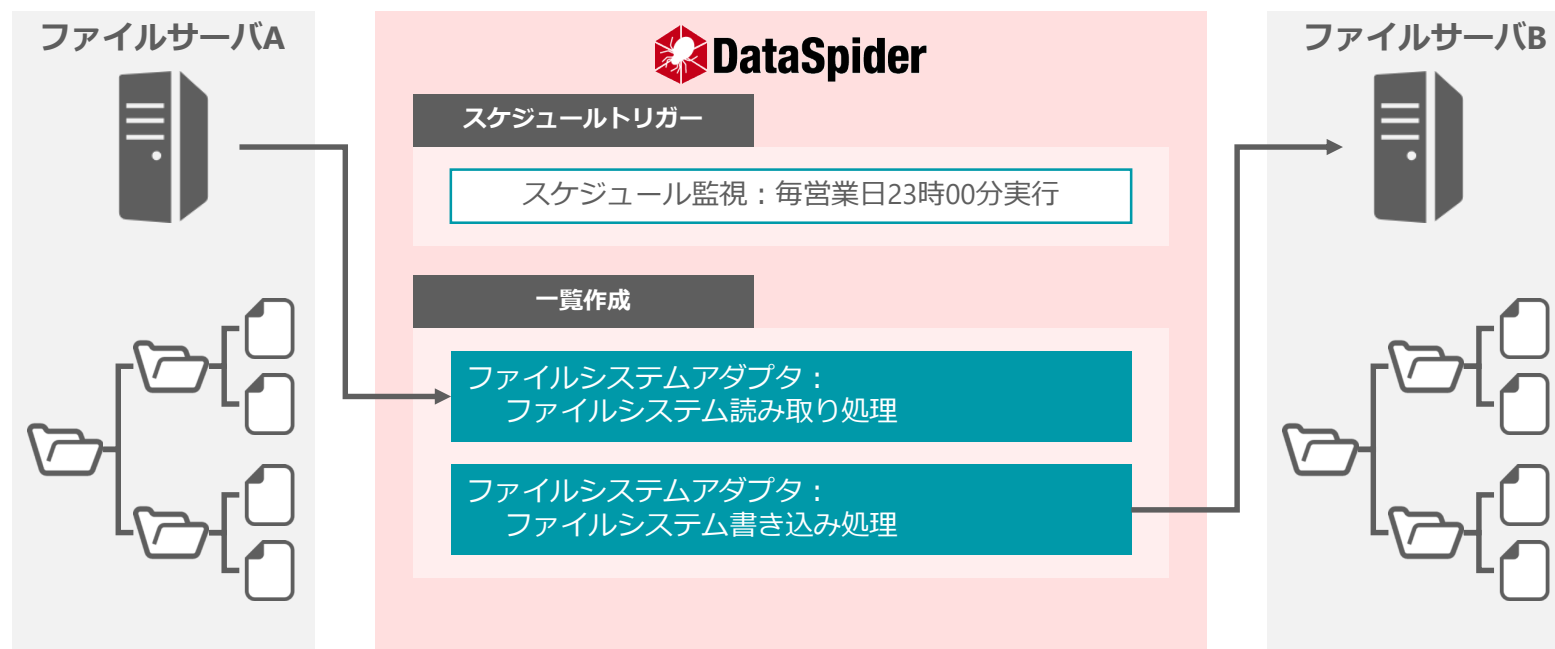 ファイルサーバA
DataSpider
ファイルサーバB
スケジュールトリガー
スケジュール監視：毎営業日23時00分実行
一覧作成
ファイルシステムアダプタ：
ファイルシステム読み取り処理
ファイルシステムアダプタ：
ファイルシステム書き込み処理